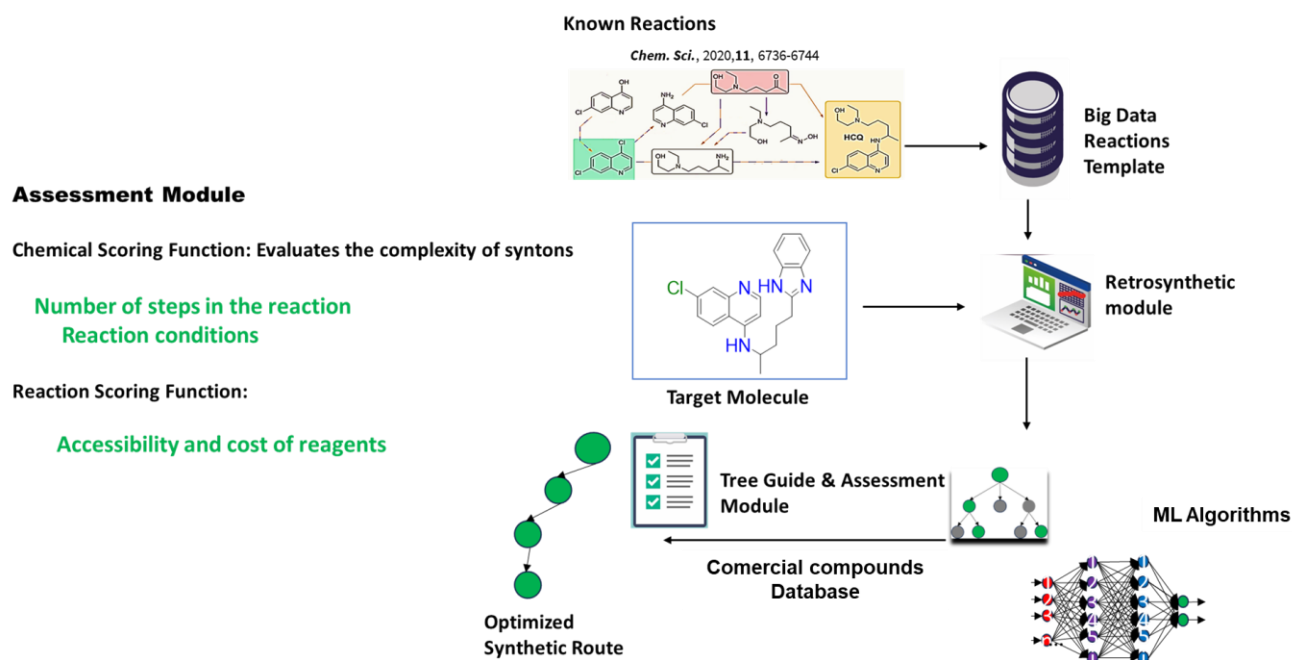 Known Reactions
Chem. Sci., 2020,11, 6736-6744
OH
Cl
N
NH₂
N
Cl
OH
N
O
N
OH
N
OH
Cl
Cl
N
OH
N
NH₂
OH
N
HCQ
HN
Cl
N
Big Data
Reactions
Template
Assessment Module
Chemical Scoring Function: Evaluates the complexity of syntons
Number of steps in the reaction
Reaction conditions
Reaction Scoring Function:
Accessibility and cost of reagents
Cl
N
HN
N
HN
Target Molecule
Retrosynthetic
module
Tree Guide & Assessment
Module
Comercial compounds
Database
ML Algorithms
Optimized
Synthetic Route